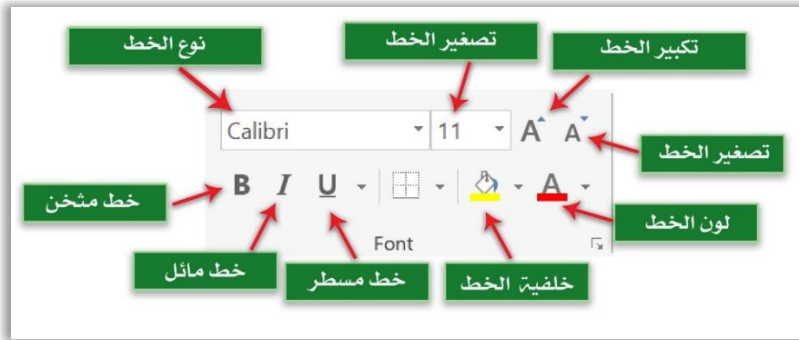 نوع الخط
تصغير الخط
تكبير الخط
Calibri
11
A
A
تصغير الخط
B
I
U
A
خط مثخن
لون الخط
Font
خط مائل
خط مسطر
خلفية الخط